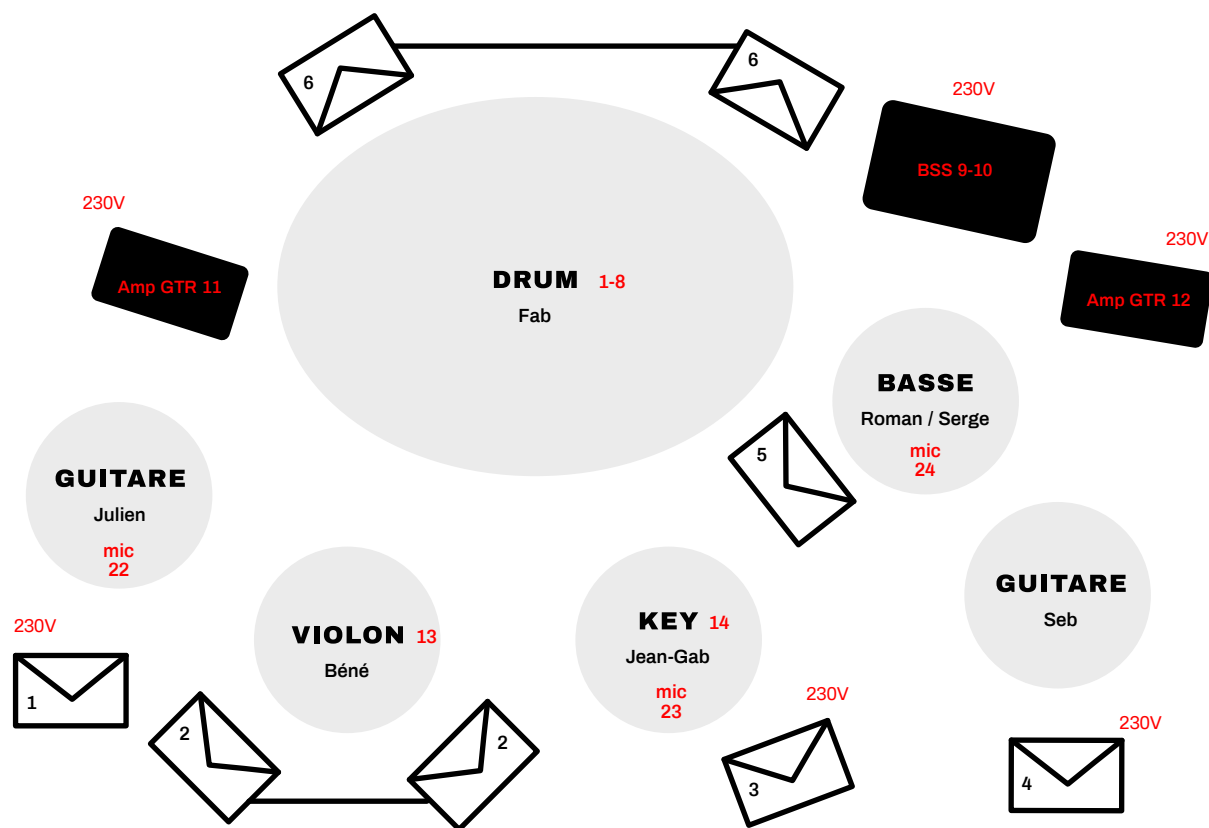 6
6
230V
BSS 9-10
230V
Amp GTR 11
230V
Amp GTR 12
DRUM 1-8
Fab
BASSE
Roman / Serge
mic
24
5
GUITARE
Julien
mic
22
GUITARE
Seb
230V
1
VIOLON 13
Béné
2
2
KEY 14
Jean-Gab
mic
23
230V
3
230V
4